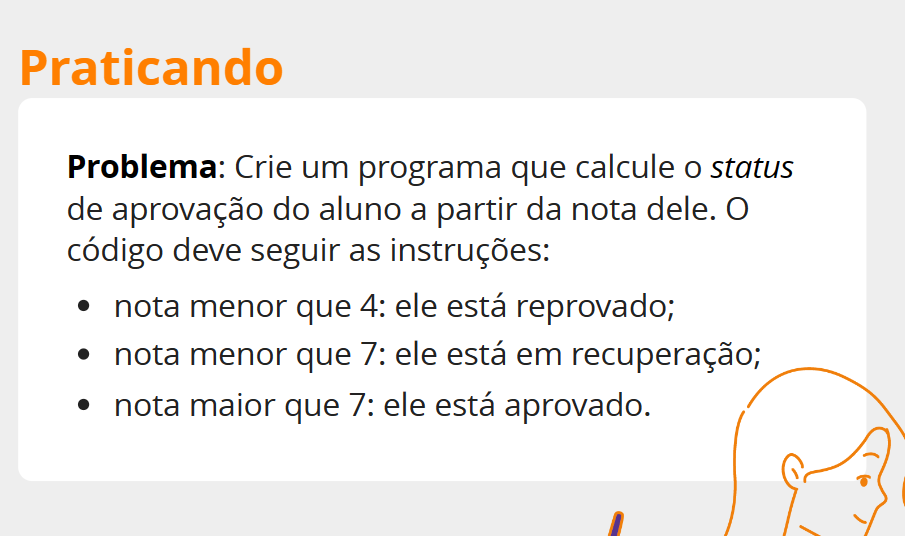 Praticando
Problema: Crie um programa que calcule o status
de aprovação do aluno a partir da nota dele. O
código deve seguir as instruções:
• nota menor que 4: ele está reprovado;
• nota menor que 7: ele está em recuperação;
• nota maior que 7: ele está aprovado.